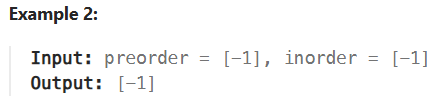 Example 2:
Input: preorder = [-1], inorder = [-1]
Output: [-1]